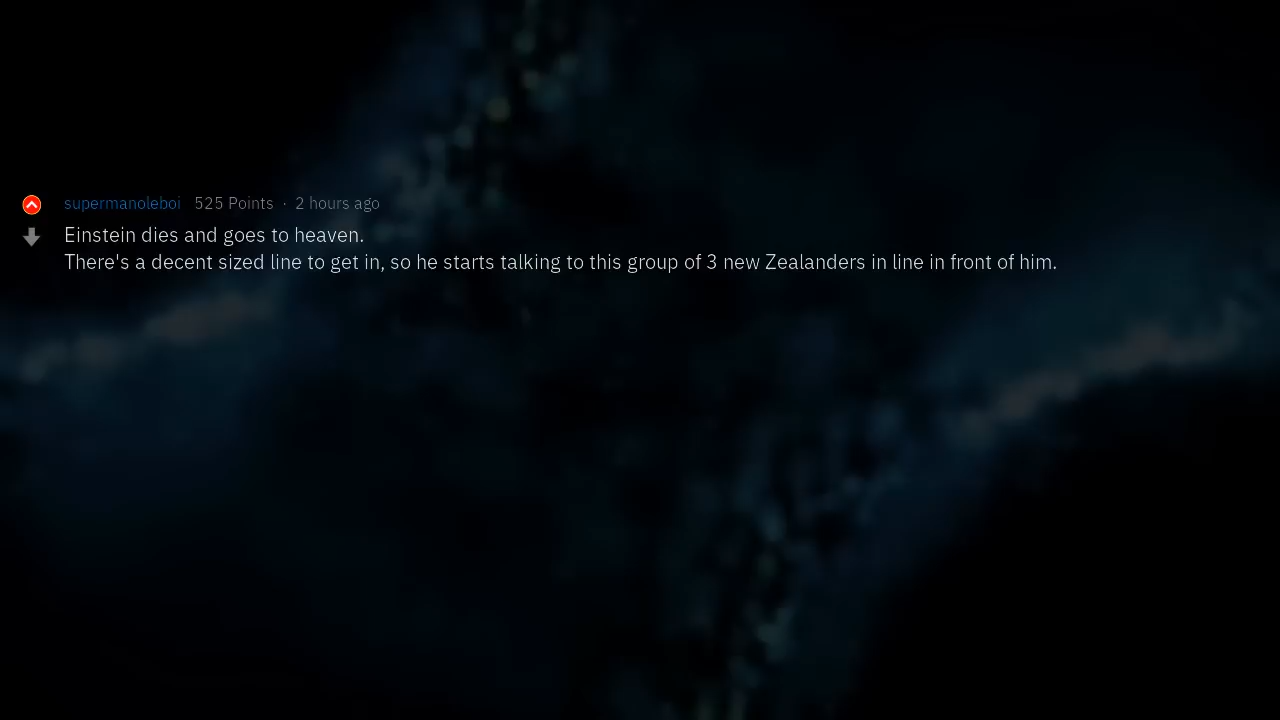 supermanoleboi 525 Points · 2 hours ago
Einstein dies and goes to heaven.
There's a decent sized line to get in, so he starts talking to this group of 3 new Zealanders in line in front of him.